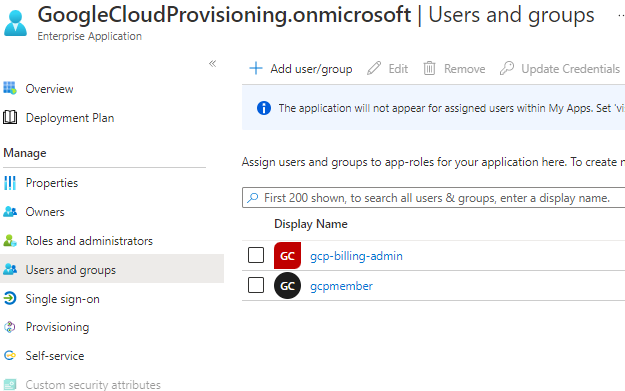 GoogleCloudProvisioning.onmicrosoft | Users and groups ...
Enterprise Application
«
Overview
Deployment Plan
Manage
Properties
Owners
Roles and administrators
Users and groups
Single sign-on
Provisioning
Self-service
Custom security attributes
Add user/group Edit Remove Update Credentials
The application will not appear for assigned users within My Apps. Set 'vi
Assign users and groups to app-roles for your application here. To create n
First 200 shown, to search all users & groups, enter a display name.
Display Name
GC gcp-billing-admin
GC gcpmember